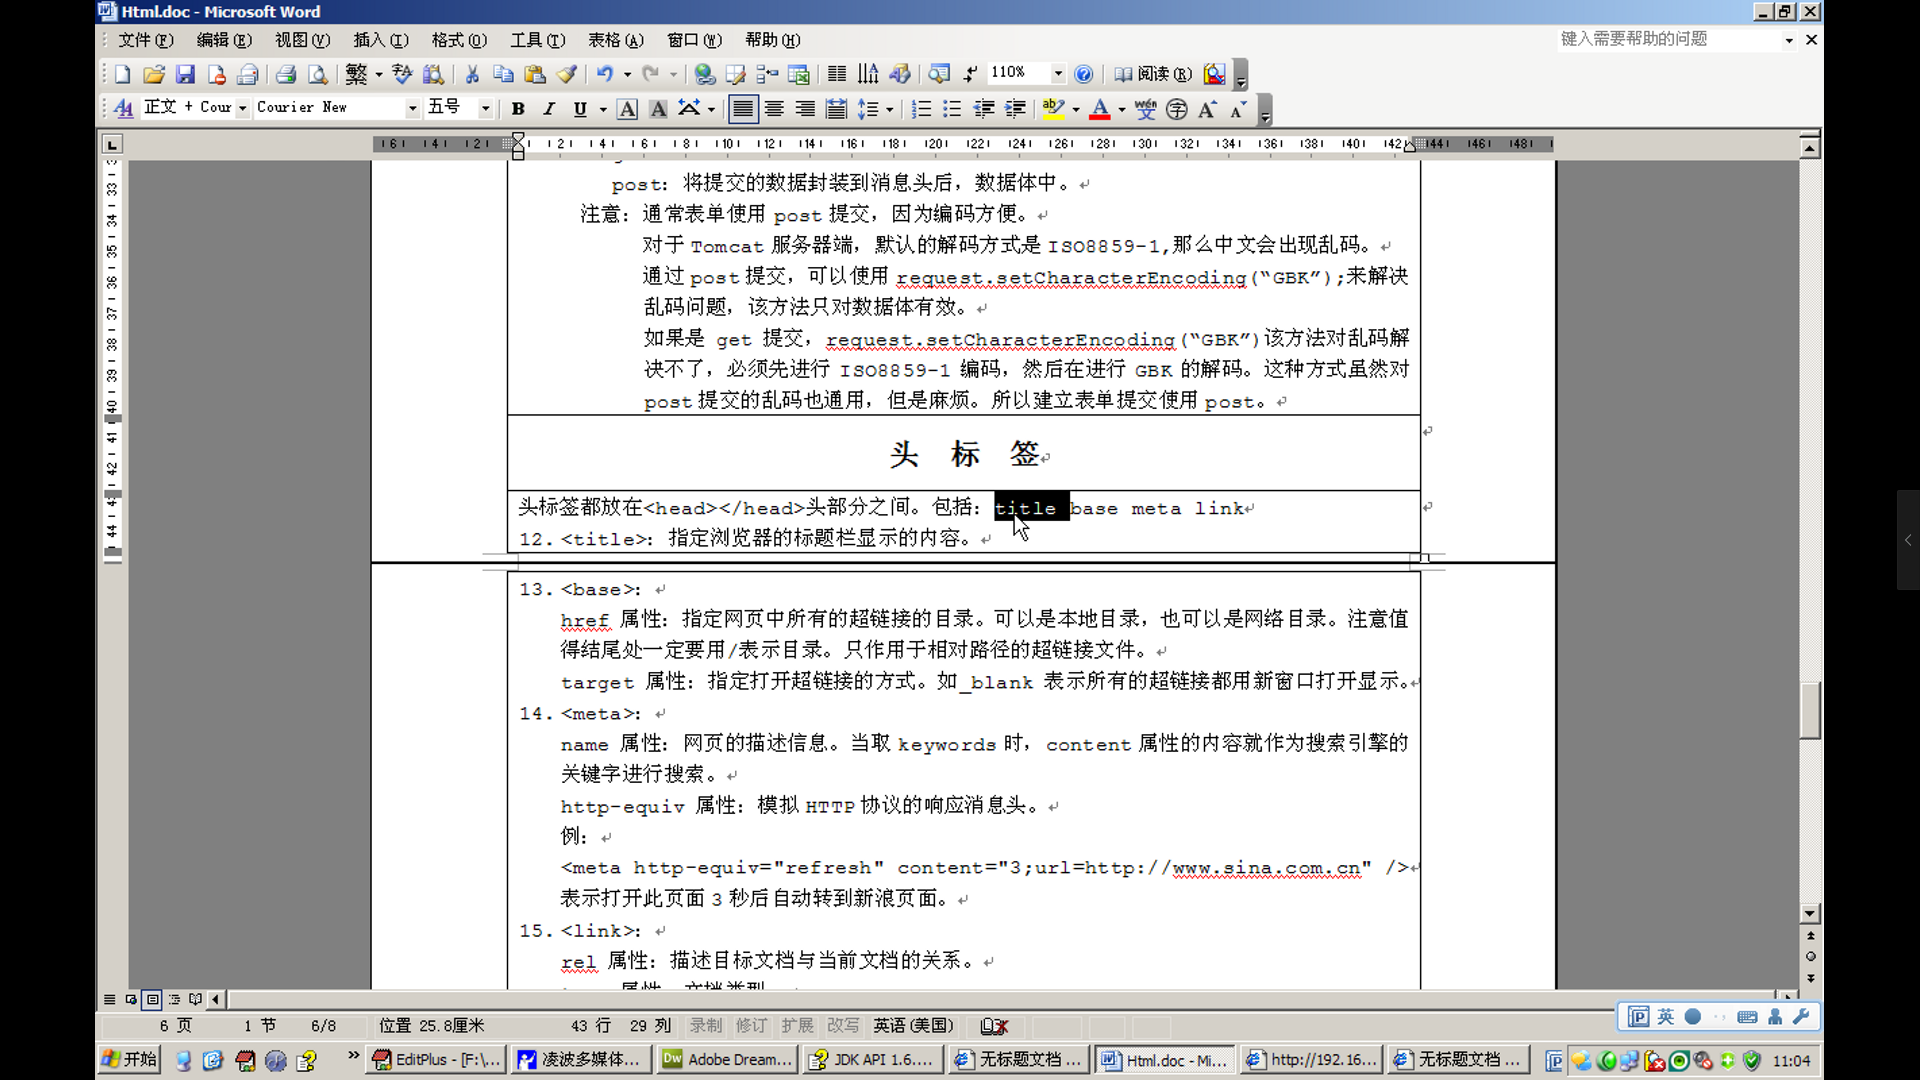 Html.doc - Microsoft Word
文件(F) 编辑(E) 视图(V) 插入(I) 格式(O) 工具(T) 表格(A) 窗口(W) 帮助(H) 键入需要帮助的问题
繁 110% 阅读(R)
正文 + Cour Courier New 五号 B I U A A
post: 将提交的数据封装到消息头后，数据体中。
注意：通常表单使用 post 提交，因为编码方便。
对于 Tomcat 服务器端，默认的解码方式是 ISO8859-1,那么中文会出现乱码。
通过 post 提交，可以使用 request.setCharacterEncoding(“GBK”);来解决
乱码问题，该方法只对数据体有效。
如果是 get 提交，request.setCharacterEncoding(“GBK”)该方法对乱码解
决不了，必须先进行 ISO8859-1 编码，然后在进行 GBK 的解码。这种方式虽然对
post 提交的乱码也通用，但是麻烦。所以建立表单提交使用 post。
头 标 签
头标签都放在<head></head>头部分之间。包括：title base meta link
12. <title>: 指定浏览器的标题栏显示的内容。
13. <base>:
href 属性：指定网页中所有的超链接的目录。可以是本地目录，也可以是网络目录。注意值
得结尾处一定要用/表示目录。只作用于相对路径的超链接文件。
target 属性：指定打开超链接的方式。如_blank 表示所有的超链接都用新窗口打开显示。
14. <meta>:
name 属性：网页的描述信息。当取 keywords 时，content 属性的内容就作为搜索引擎的
关键字进行搜索。
http-equiv 属性：模拟 HTTP 协议的响应消息头。
例：
<meta http-equiv="refresh" content="3;url=http://www.sina.com.cn" />
表示打开此页面 3 秒后自动转到新浪页面。
15. <link>:
rel 属性：描述目标文档与当前文档的关系。
6 页 1 节 6/8 位置 25.8厘米 43 行 29 列 录制 修订 扩展 改写 英语(美国)
英
开始 EditPlus - [F:\... 凌波多媒体... Adobe Dream... JDK API 1.6.... 无标题文档 ... Html.doc - Mi... http://192.16... 无标题文档 ... 11:04